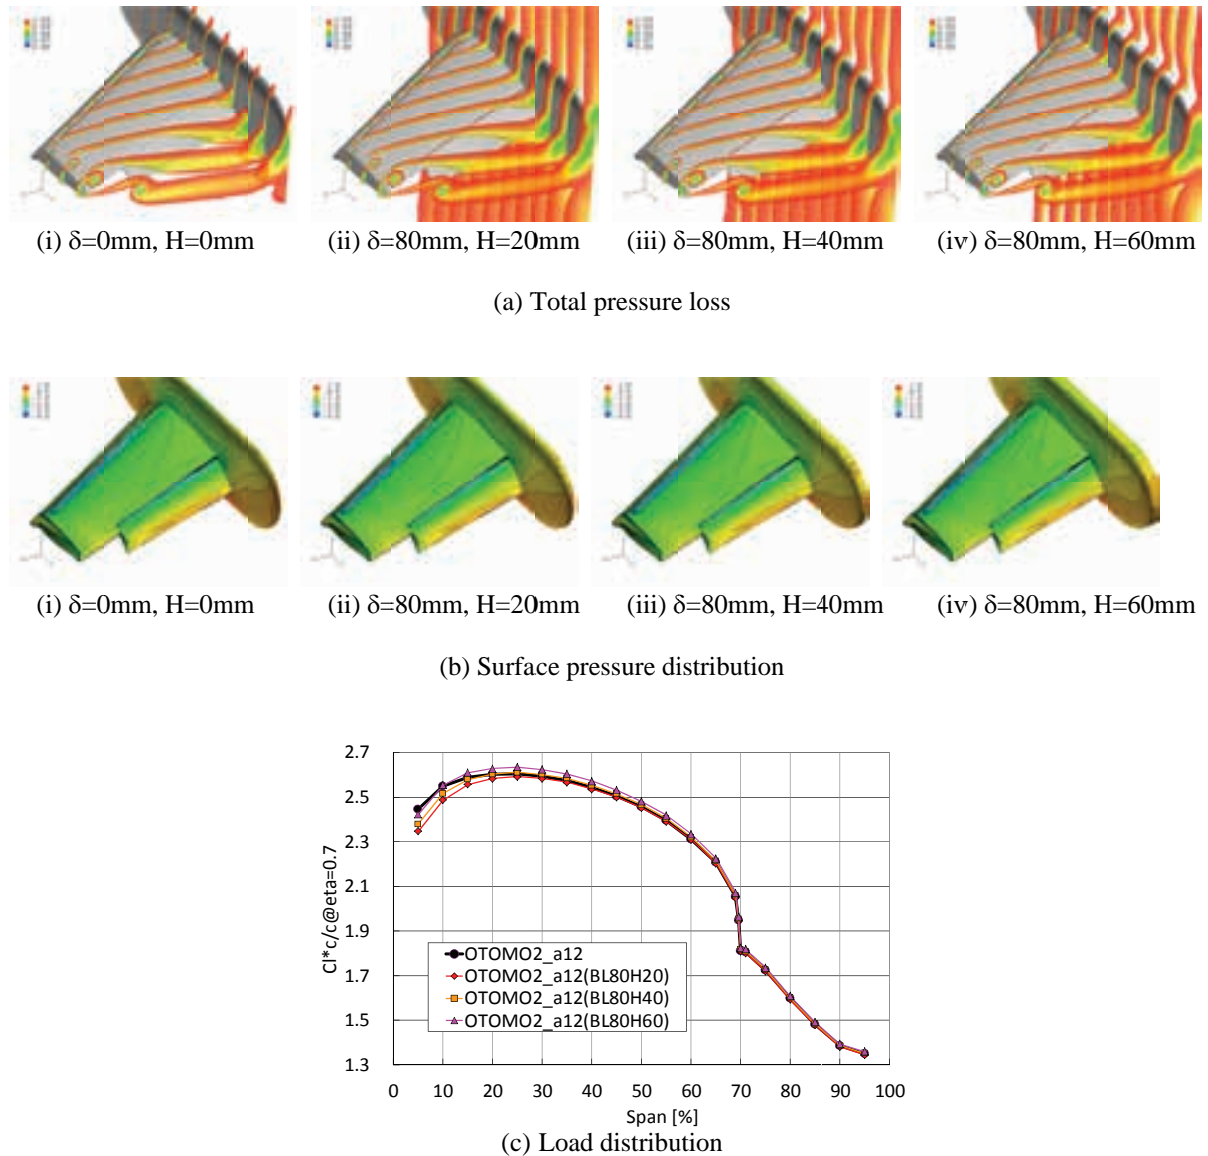 (i) δ=0mm, H=0mm (ii) δ=80mm, H=20mm (iii) δ=80mm, H=40mm (iv) δ=80mm, H=60mm
(a) Total pressure loss
(i) δ=0mm, H=0mm (ii) δ=80mm, H=20mm (iii) δ=80mm, H=40mm (iv) δ=80mm, H=60mm
(b) Surface pressure distribution
2.7
2.5
2.3
2.1
1.9
1.7
1.5
1.3
Cl*c/c@eta=0.7
OTOMO2_a12
OTOMO2_a12(BL80H20)
OTOMO2_a12(BL80H40)
OTOMO2_a12(BL80H60)
0 10 20 30 40 50 60 70 80 90 100
Span [%]
(c) Load distribution